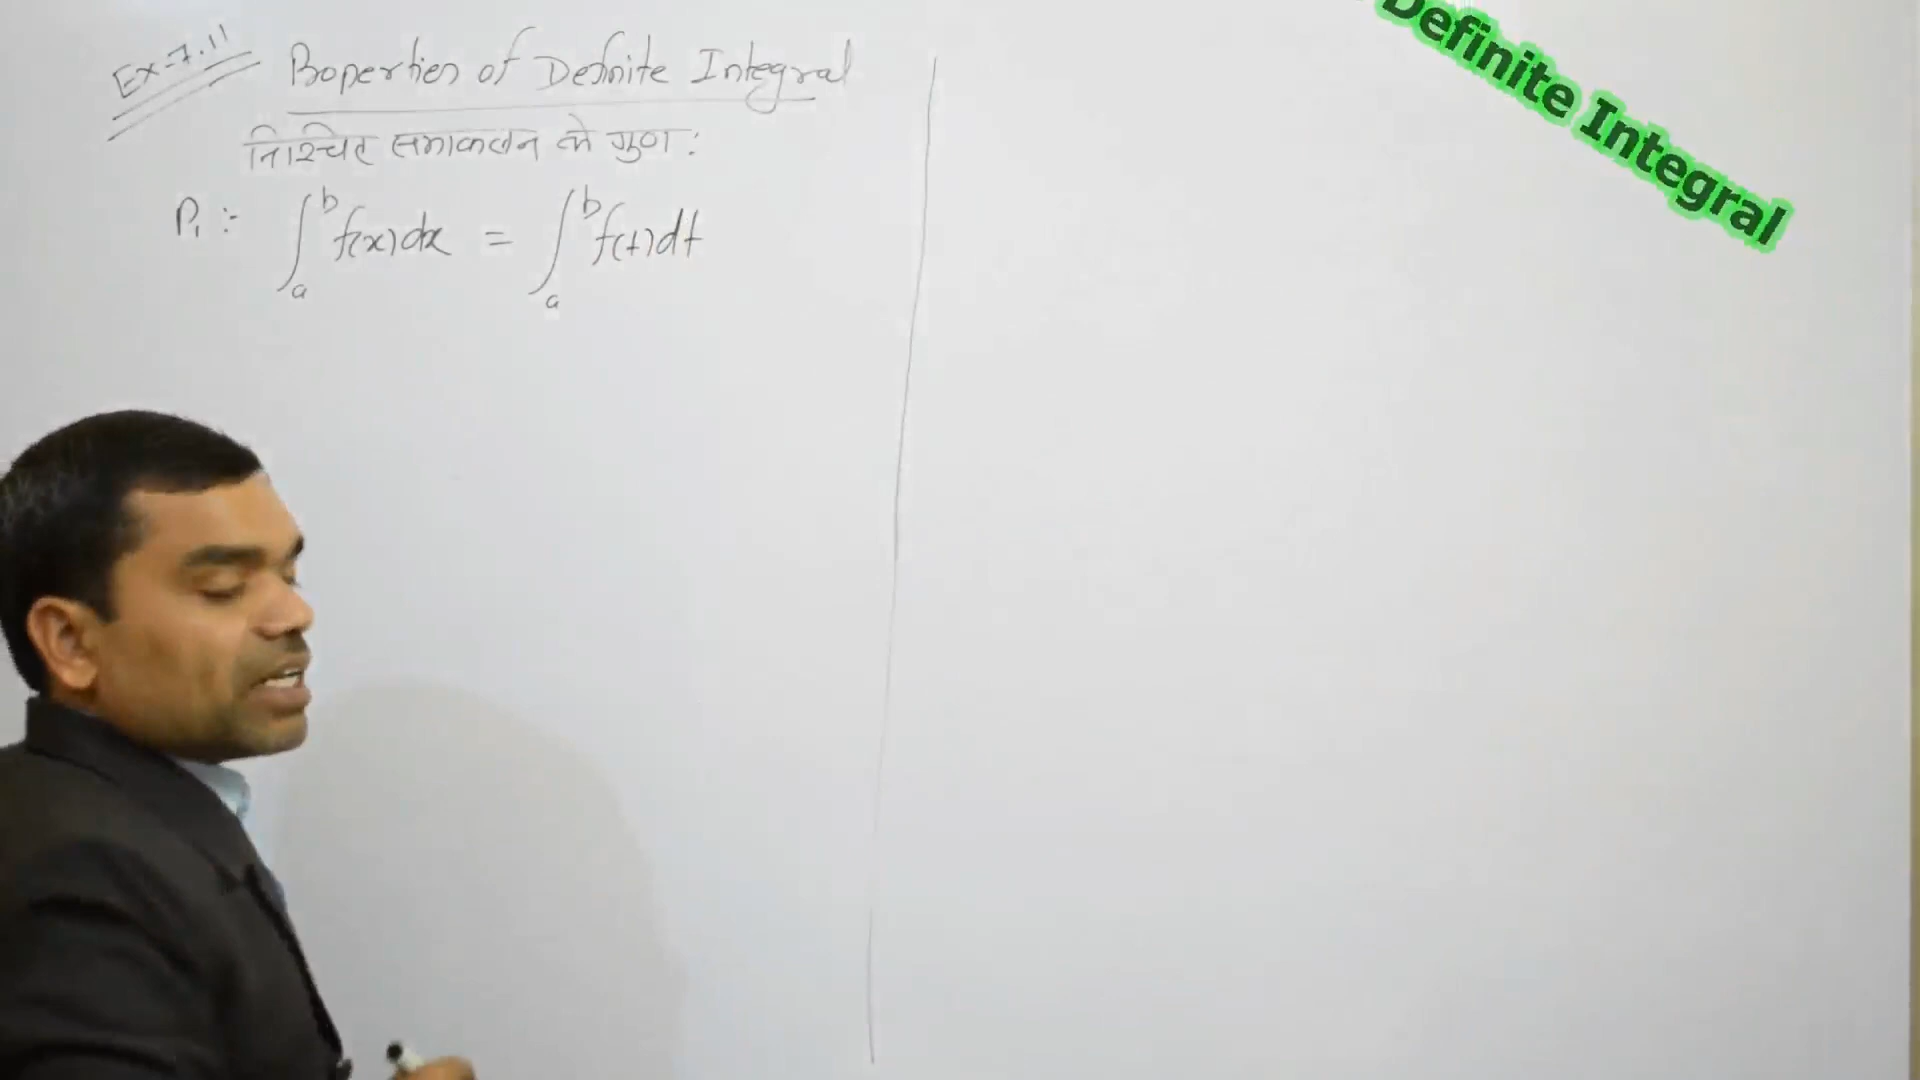 Ex-7.11
Properties of Definite Integral
निश्चित समाकलन के गुण:
P₁ :- ∫ₐᵇ f(x)dx = ∫ₐᵇ f(t)dt
Definite Integral